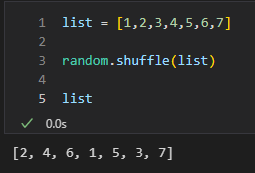 1 list = [1,2,3,4,5,6,7]
2
3 random.shuffle(list)
4
5 list
0.0s
[2, 4, 6, 1, 5, 3, 7]